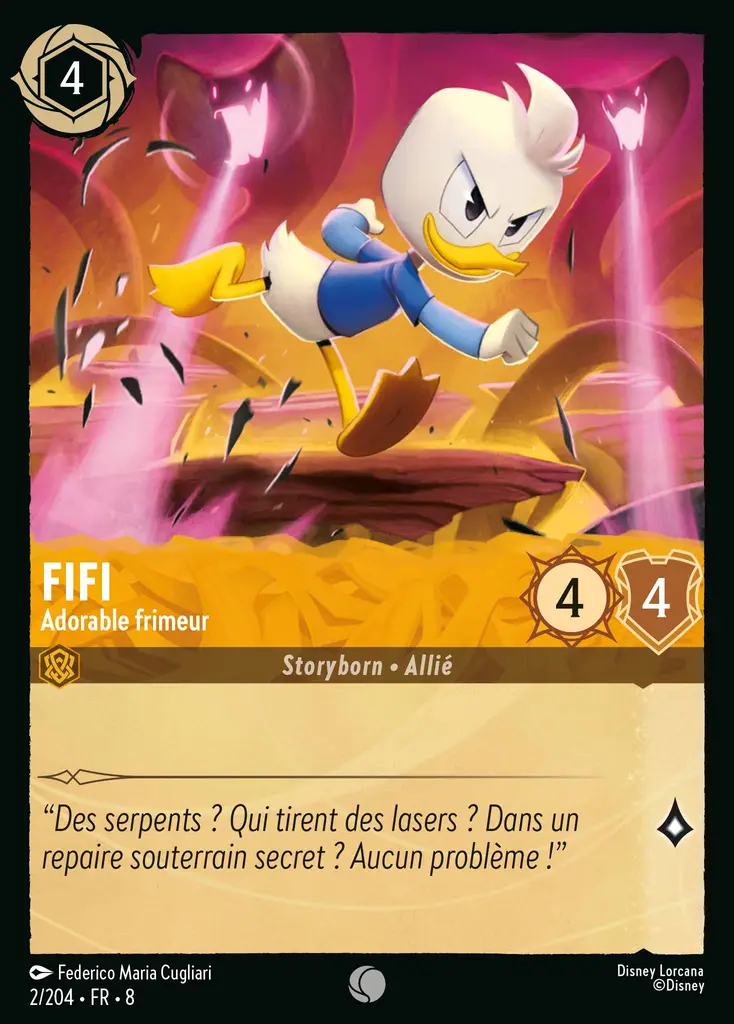 4
FIFI
Adorable frimeur
4
4
Storyborn • Allié
“Des serpents ? Qui tirent des lasers ? Dans un
repaire souterrain secret ? Aucun problème !”
Federico Maria Cugliari
2/204 • FR • 8
Disney Lorcana
©Disney